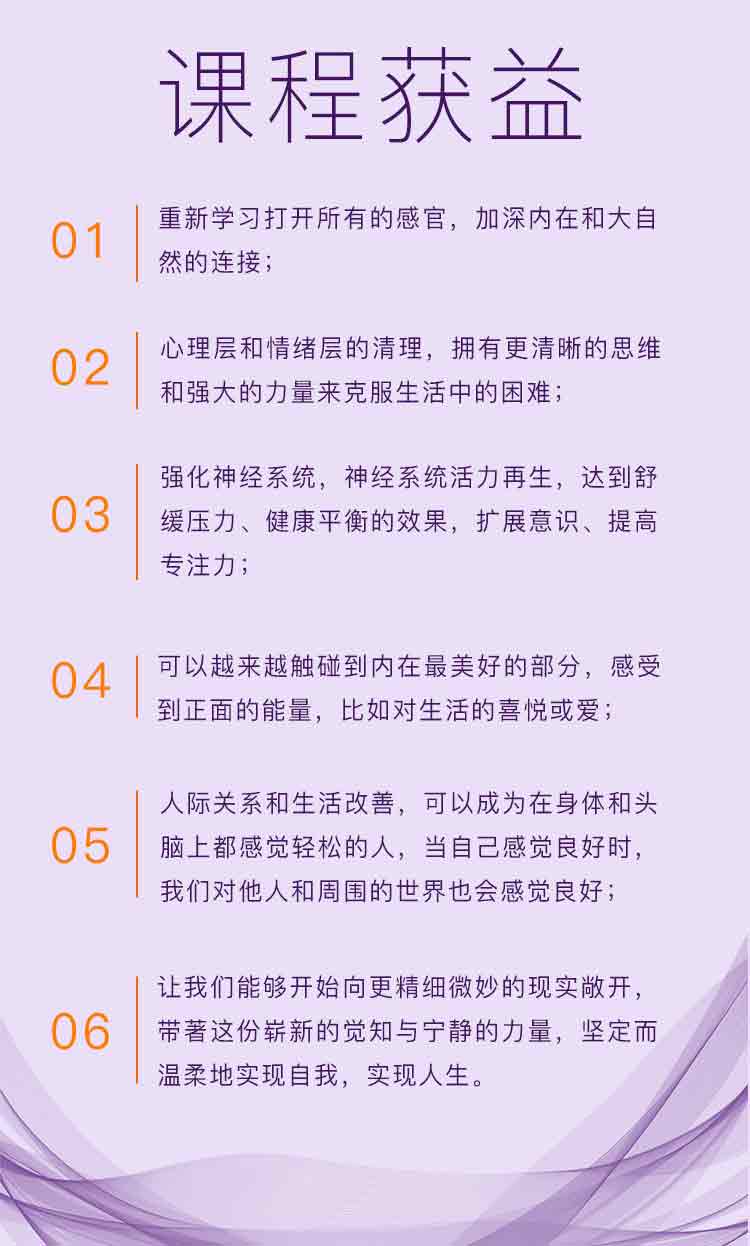 课程获益
01
重新学习打开所有的感官，加深内在和大自
然的连接；
02
心理层和情绪层的清理，拥有更清晰的思维
和强大的力量来克服生活中的困难；
03
强化神经系统，神经系统活力再生，达到舒
缓压力、健康平衡的效果，扩展意识、提高
专注力；
04
可以越来越触碰到内在最美好的部分，感受
到正面的能量，比如对生活的喜悦或爱；
05
人际关系和生活改善，可以成为在身体和头
脑上都感觉轻松的人，当自己感觉良好时，
我们对他人和周围的世界也会感觉良好；
06
让我们能够开始向更精细微妙的现实敞开，
带著这份崭新的觉知与宁静的力量，坚定而
温柔地实现自我，实现人生。